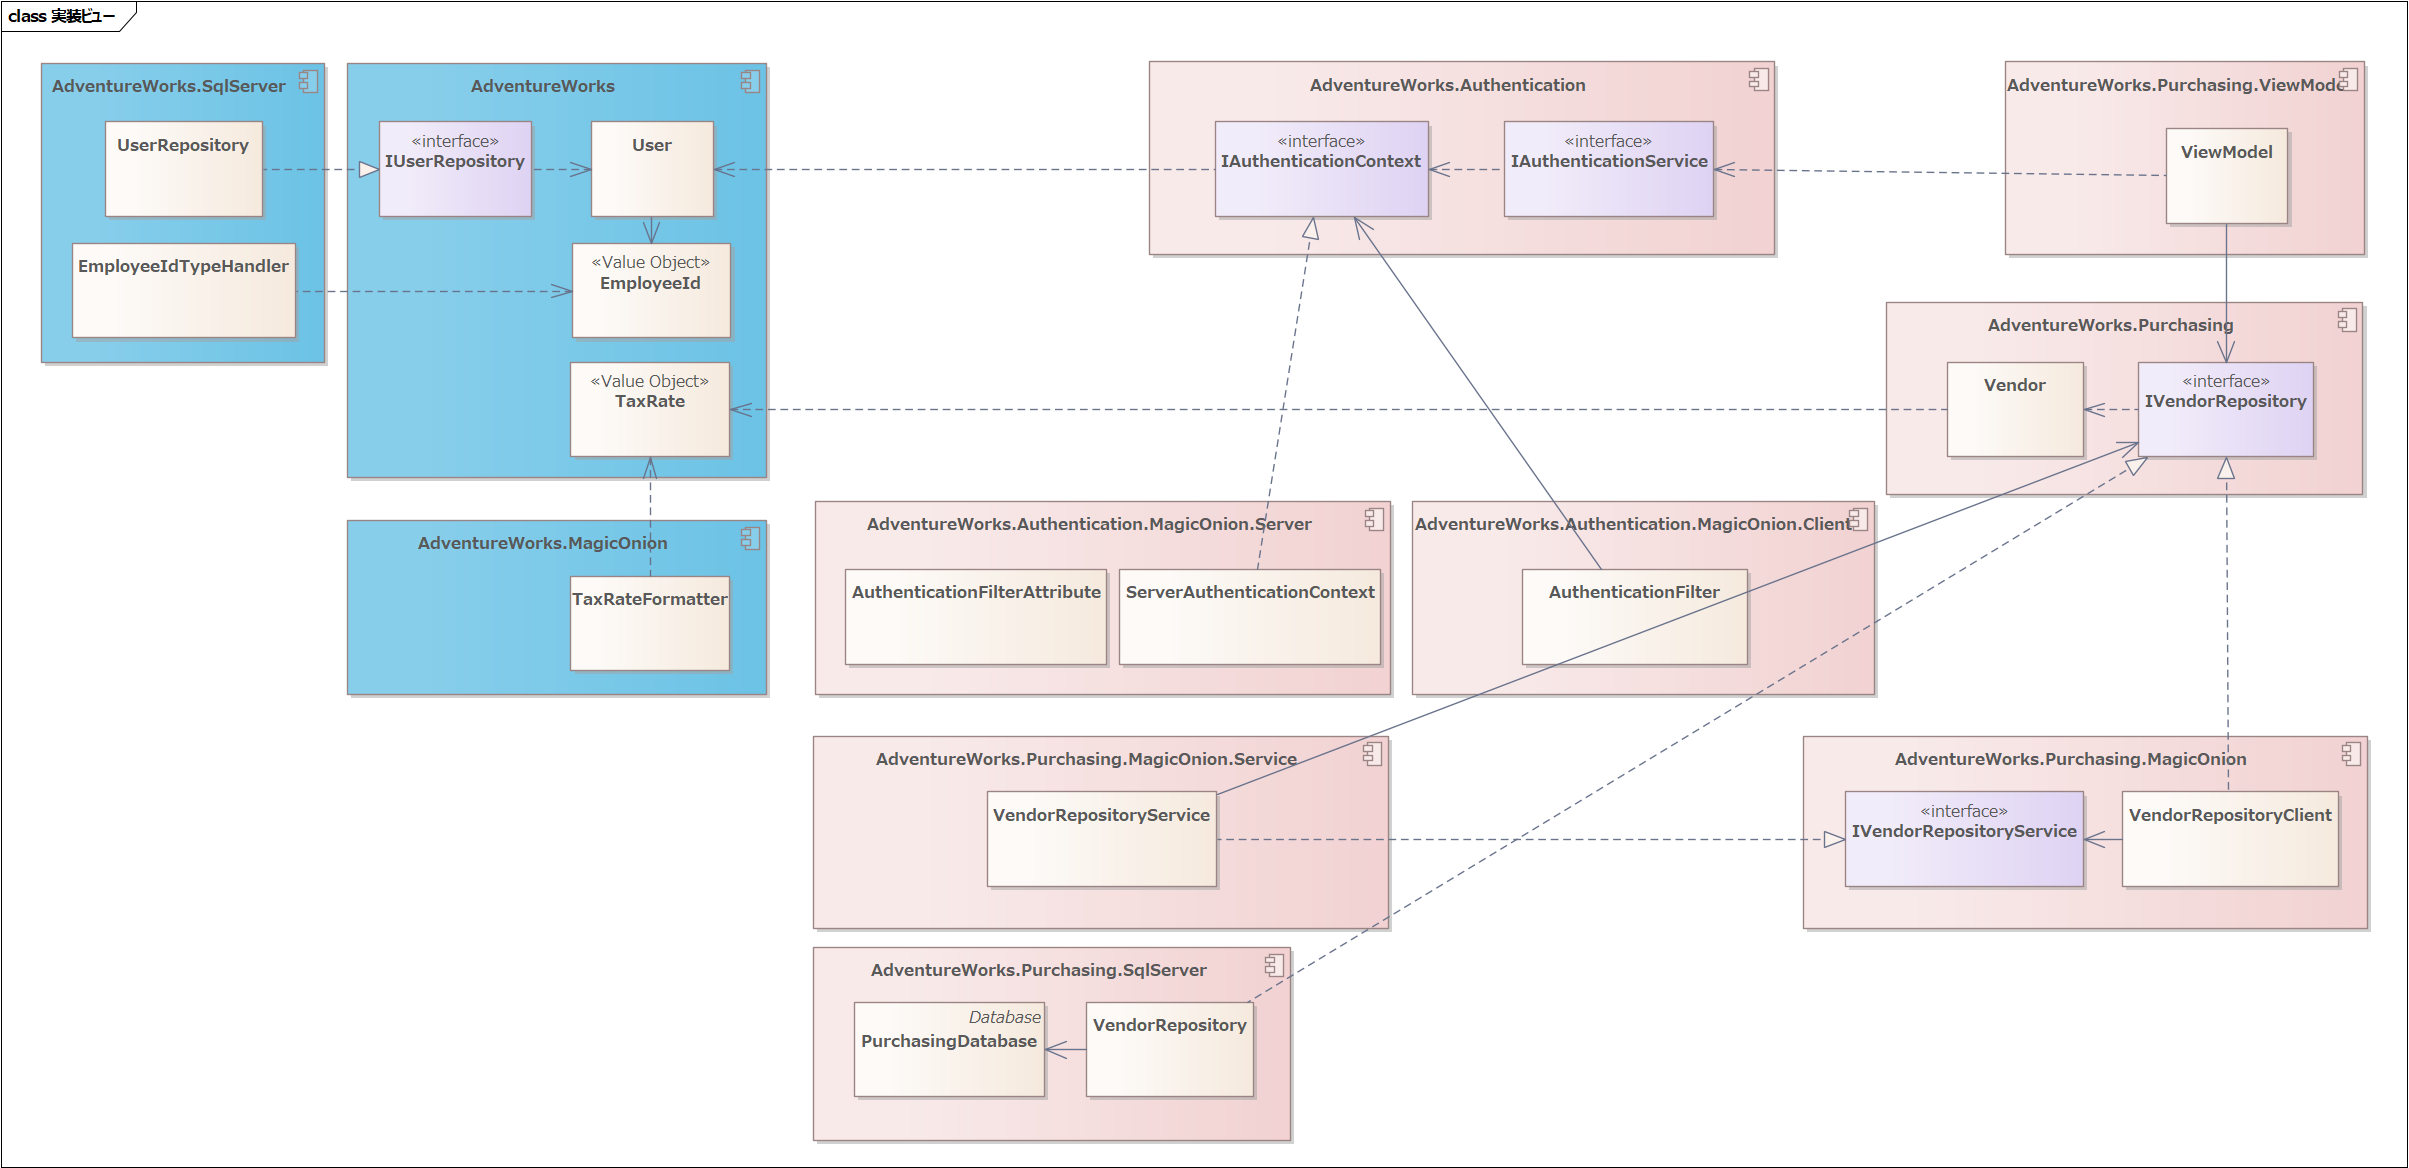 class 実装ビュー
AdventureWorks.SqlServer
UserRepository
EmployeeIdTypeHandler
AdventureWorks
«interface»
IUserRepository
User
«Value Object»
EmployeeId
«Value Object»
TaxRate
AdventureWorks.MagicOnion
TaxRateFormatter
AdventureWorks.Authentication
«interface»
IAuthenticationContext
«interface»
IAuthenticationService
AdventureWorks.Purchasing.ViewMode
ViewModel
AdventureWorks.Purchasing
Vendor
«interface»
IVendorRepository
AdventureWorks.Authentication.MagicOnion.Server
AuthenticationFilterAttribute
ServerAuthenticationContext
AdventureWorks.Authentication.MagicOnion.Client
AuthenticationFilter
AdventureWorks.Purchasing.MagicOnion.Service
VendorRepositoryService
AdventureWorks.Purchasing.MagicOnion
«interface»
IVendorRepositoryService
VendorRepositoryClient
AdventureWorks.Purchasing.SqlServer
Database
PurchasingDatabase
VendorRepository